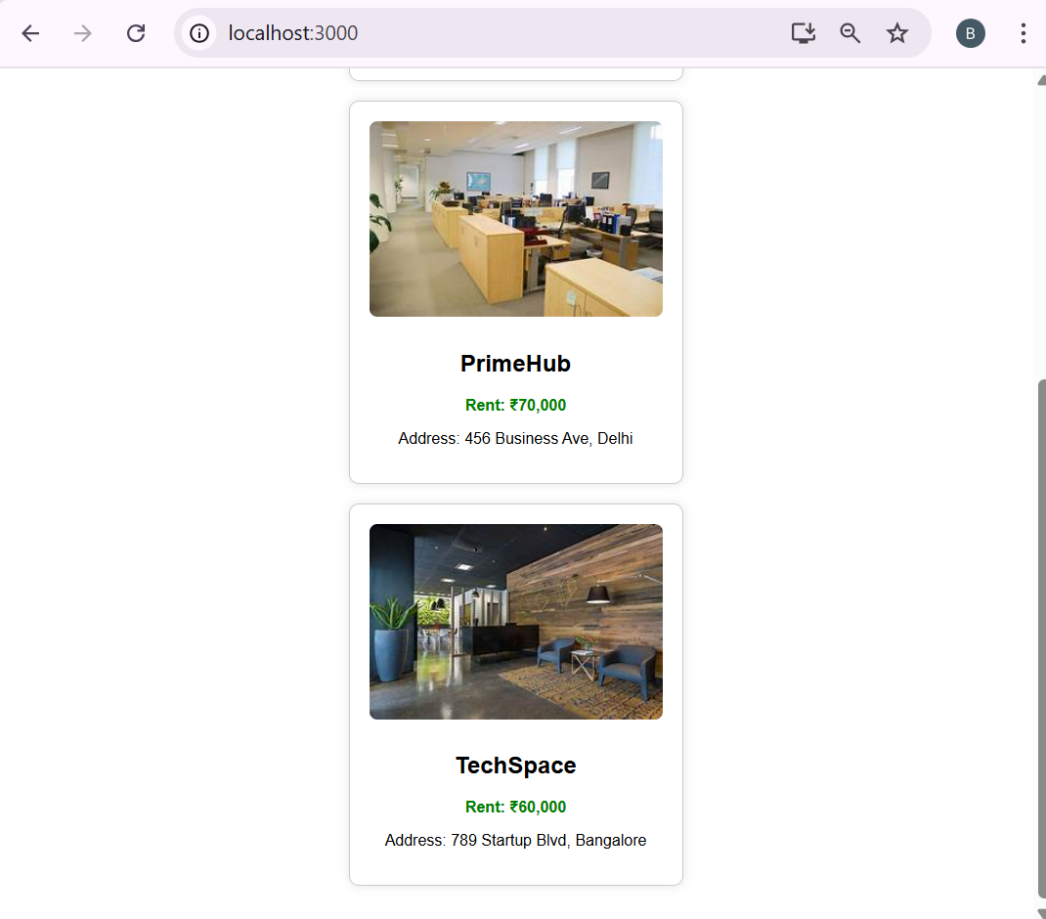 localhost:3000
B
PrimeHub
Rent: ₹70,000
Address: 456 Business Ave, Delhi
TechSpace
Rent: ₹60,000
Address: 789 Startup Blvd, Bangalore